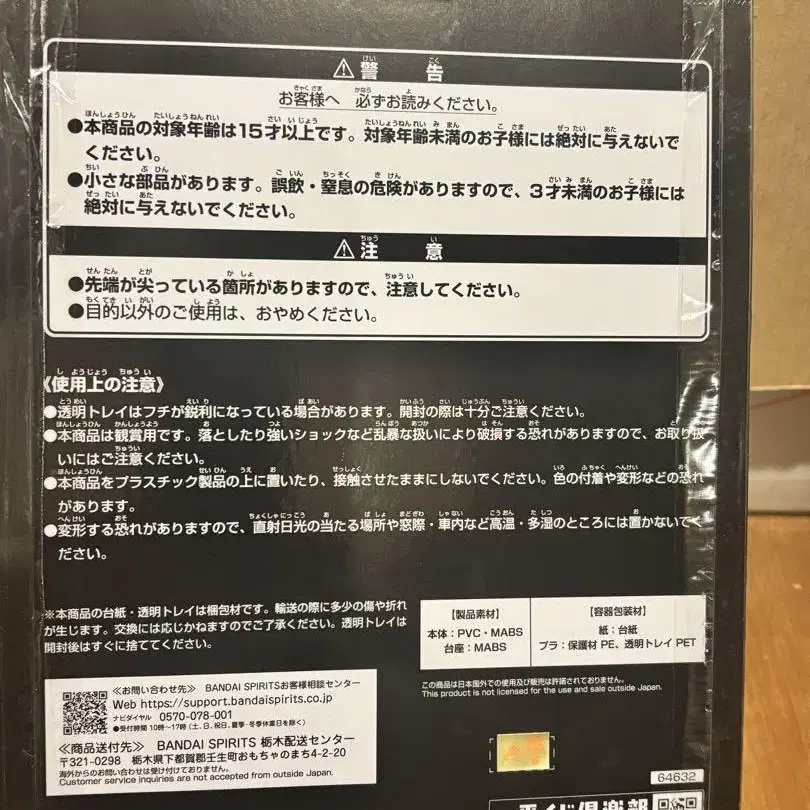 ⚠警告
お客様へ 必ずお読みください。
●本商品の対象年齢は15才以上です。対象年齢未満のお子様には絶対に与えないで
ください。
●小さな部品があります。誤飲・窒息の危険がありますので、3才未満のお子様には
絶対に与えないでください。
⚠注意
●先端が尖っている箇所がありますので、注意してください。
●目的以外のご使用は、おやめください。
《使用上の注意》
●透明トレイはフチが鋭利になっている場合があります。開封の際は十分ご注意ください。
●本商品は観賞用です。落としたり強いショックなど乱暴な扱いにより破損する恐れがありますので、お取り扱
いにはご注意ください。
●本商品をプラスチック製品の上に置いたり、接触させたままにしないでください。色の付着や変形などの恐れ
があります。
●変形する恐れがありますので、直射日光の当たる場所や窓際・車内など高温・多湿のところには置かないでく
ださい。
※本商品の台紙・透明トレイは梱包材です。輸送の際に多少の傷や折れ
が生じます。交換には応じかねますのでご了承ください。透明トレイは
開封後はすぐに捨ててください。
【製品素材】
本体：PVC・MABS
台座：MABS
【容器包装材】
紙：台紙
プラ：保護材 PE、透明トレイ PET
この商品は日本国外での使用及び販売は許諾されておりません。
This product is not licensed for the use and sale outside Japan.
≪お問い合わせ先≫ BANDAI SPIRITSお客様相談センター
Web https://support.bandaispirits.co.jp
ナビダイヤル 0570-078-001
●受付時間 10時〜17時（土、日、祝日、夏季・冬季休業日を除く）
≪商品送付先≫ BANDAI SPIRITS 栃木配送センター
〒321-0298 栃木県下都賀郡壬生町おもちゃのまち4-2-20
海外からのお問い合わせは受け付けておりません。
Customer service inquiries are not accepted from outside Japan.
64632
一番くじ倶楽部